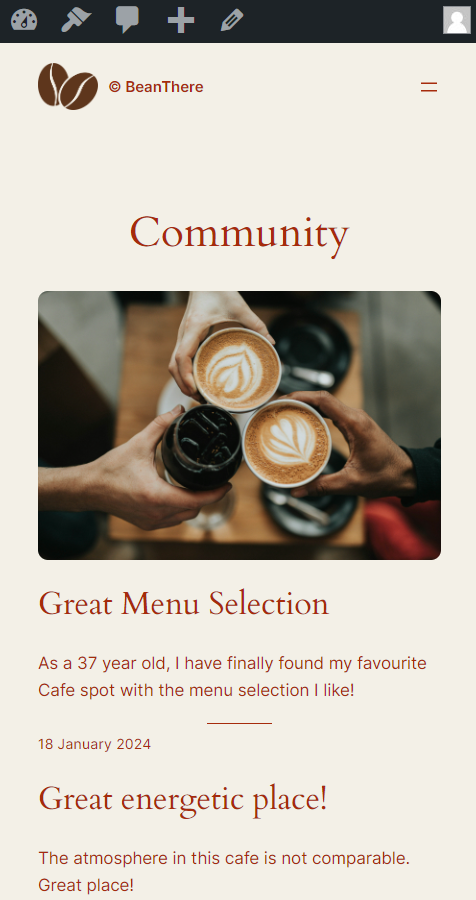 © BeanThere
Community
Great Menu Selection
As a 37 year old, I have finally found my favourite
Cafe spot with the menu selection I like!
18 January 2024
Great energetic place!
The atmosphere in this cafe is not comparable.
Great place!